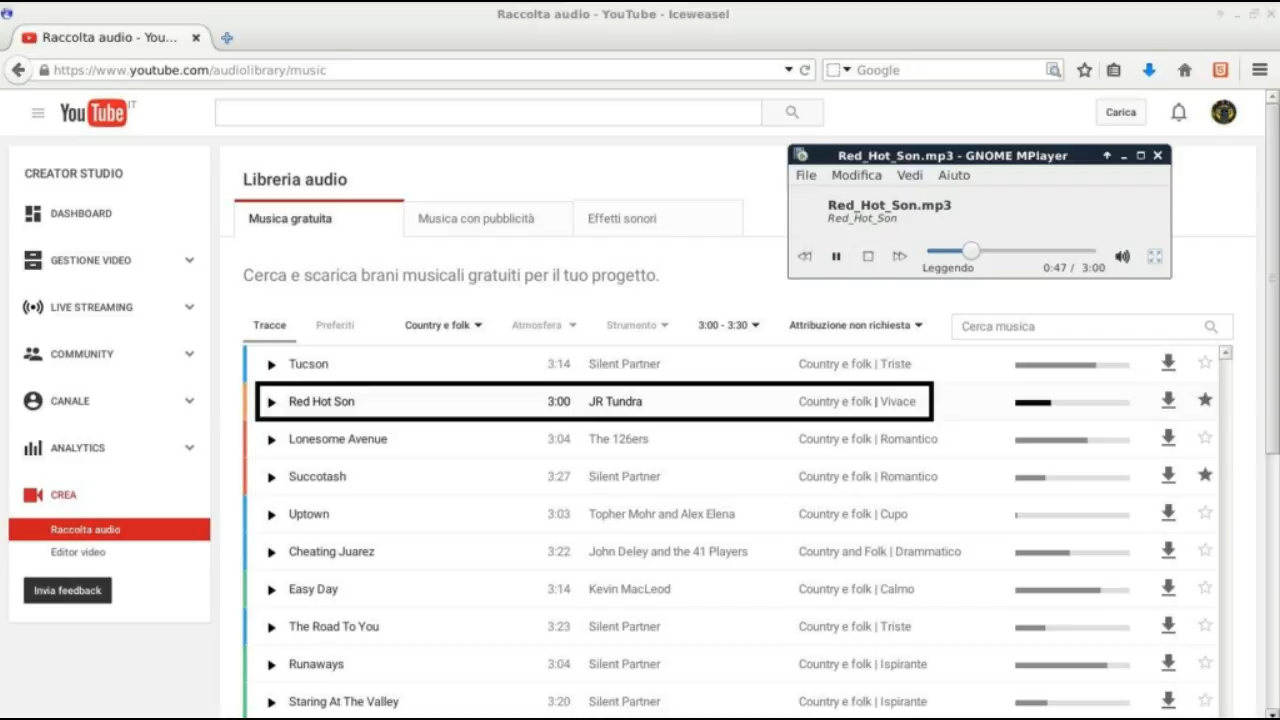 Raccolta audio - YouTube - Iceweasel
Raccolta audio - You...
https://www.youtube.com/audiolibrary/music
Google
YouTube IT
Carica
CREATOR STUDIO
DASHBOARD
GESTIONE VIDEO
LIVE STREAMING
COMMUNITY
CANALE
ANALYTICS
CREA
Raccolta audio
Editor video
Invia feedback
Libreria audio
Musica gratuita
Musica con pubblicità
Effetti sonori
Red_Hot_Son.mp3 - GNOME MPlayer
File Modifica Vedi Aiuto
Red_Hot_Son.mp3
Red_Hot_Son
Leggendo 0:47 / 3:00
Cerca e scarica brani musicali gratuiti per il tuo progetto.
Tracce Preferiti Country e folk Atmosfera Strumento 3:00 - 3:30 Attribuzione non richiesta Cerca musica
Tucson 3:14 Silent Partner Country e folk | Triste
Red Hot Son 3:00 JR Tundra Country e folk | Vivace
Lonesome Avenue 3:04 The 126ers Country e folk | Romantico
Succotash 3:27 Silent Partner Country e folk | Romantico
Uptown 3:03 Topher Mohr and Alex Elena Country e folk | Cupo
Cheating Juarez 3:22 John Deley and the 41 Players Country and Folk | Drammatico
Easy Day 3:14 Kevin MacLeod Country e folk | Calmo
The Road To You 3:23 Silent Partner Country e folk | Triste
Runaways 3:04 Silent Partner Country e folk | Ispirante
Staring At The Valley 3:20 Silent Partner Country e folk | Ispirante